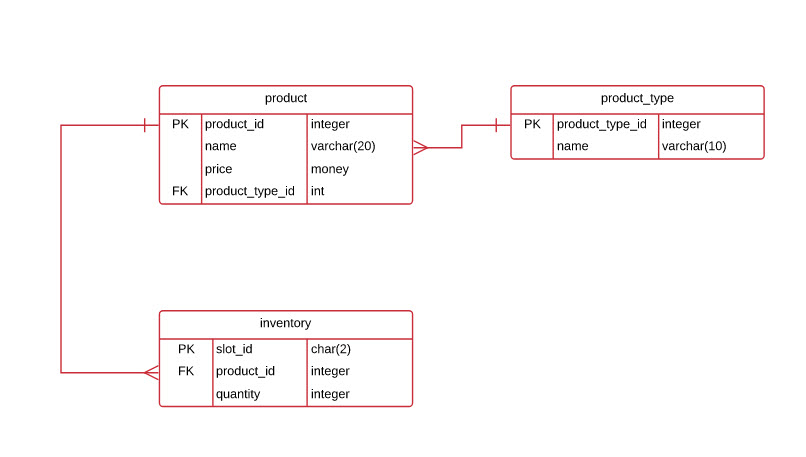 product
PK product_id integer
name varchar(20)
price money
FK product_type_id int
product_type
PK product_type_id integer
name varchar(10)
inventory
PK slot_id char(2)
FK product_id integer
quantity integer